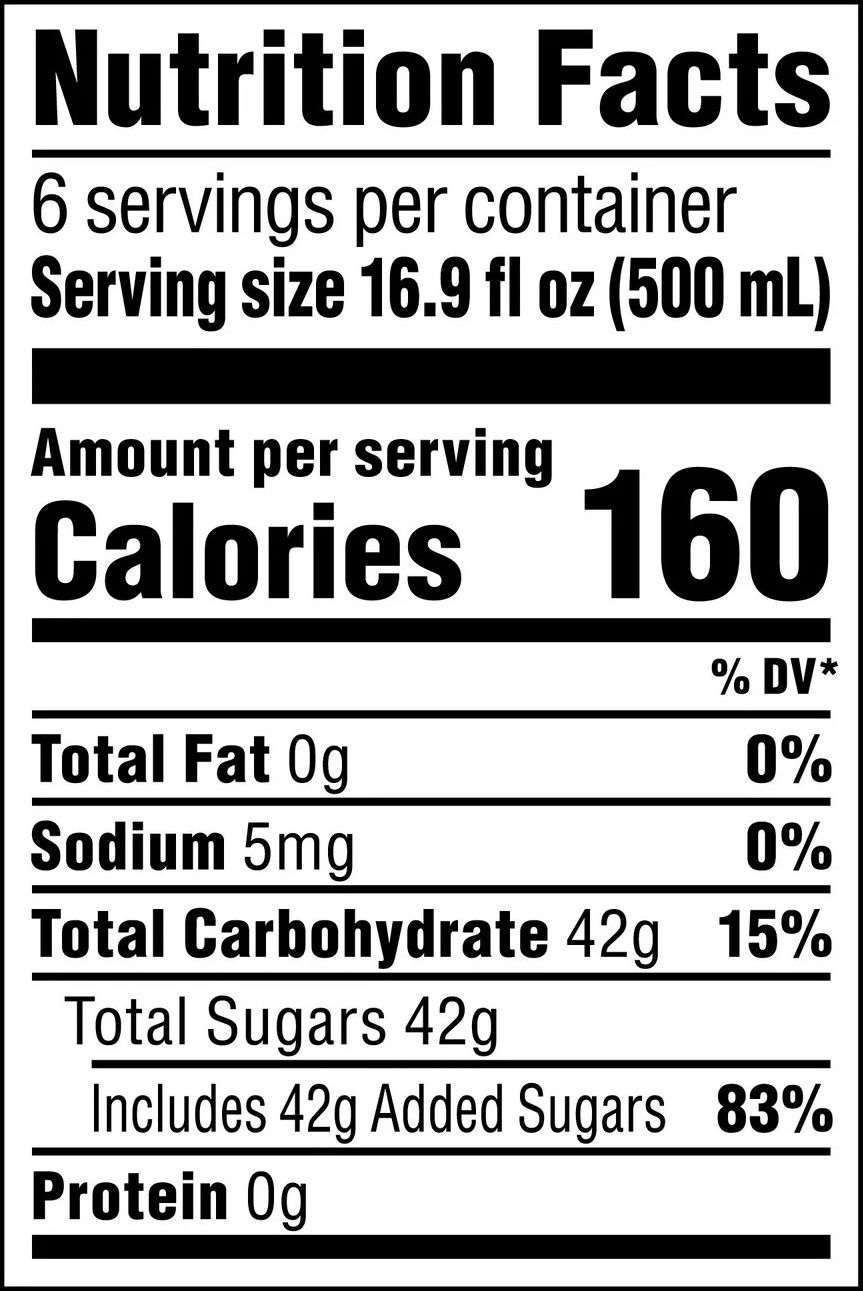 Nutrition Facts
6 servings per container
Serving size 16.9 fl oz (500 mL)
Amount per serving
Calories 160
% DV*
Total Fat 0g 0%
Sodium 5mg 0%
Total Carbohydrate 42g 15%
Total Sugars 42g
Includes 42g Added Sugars 83%
Protein 0g